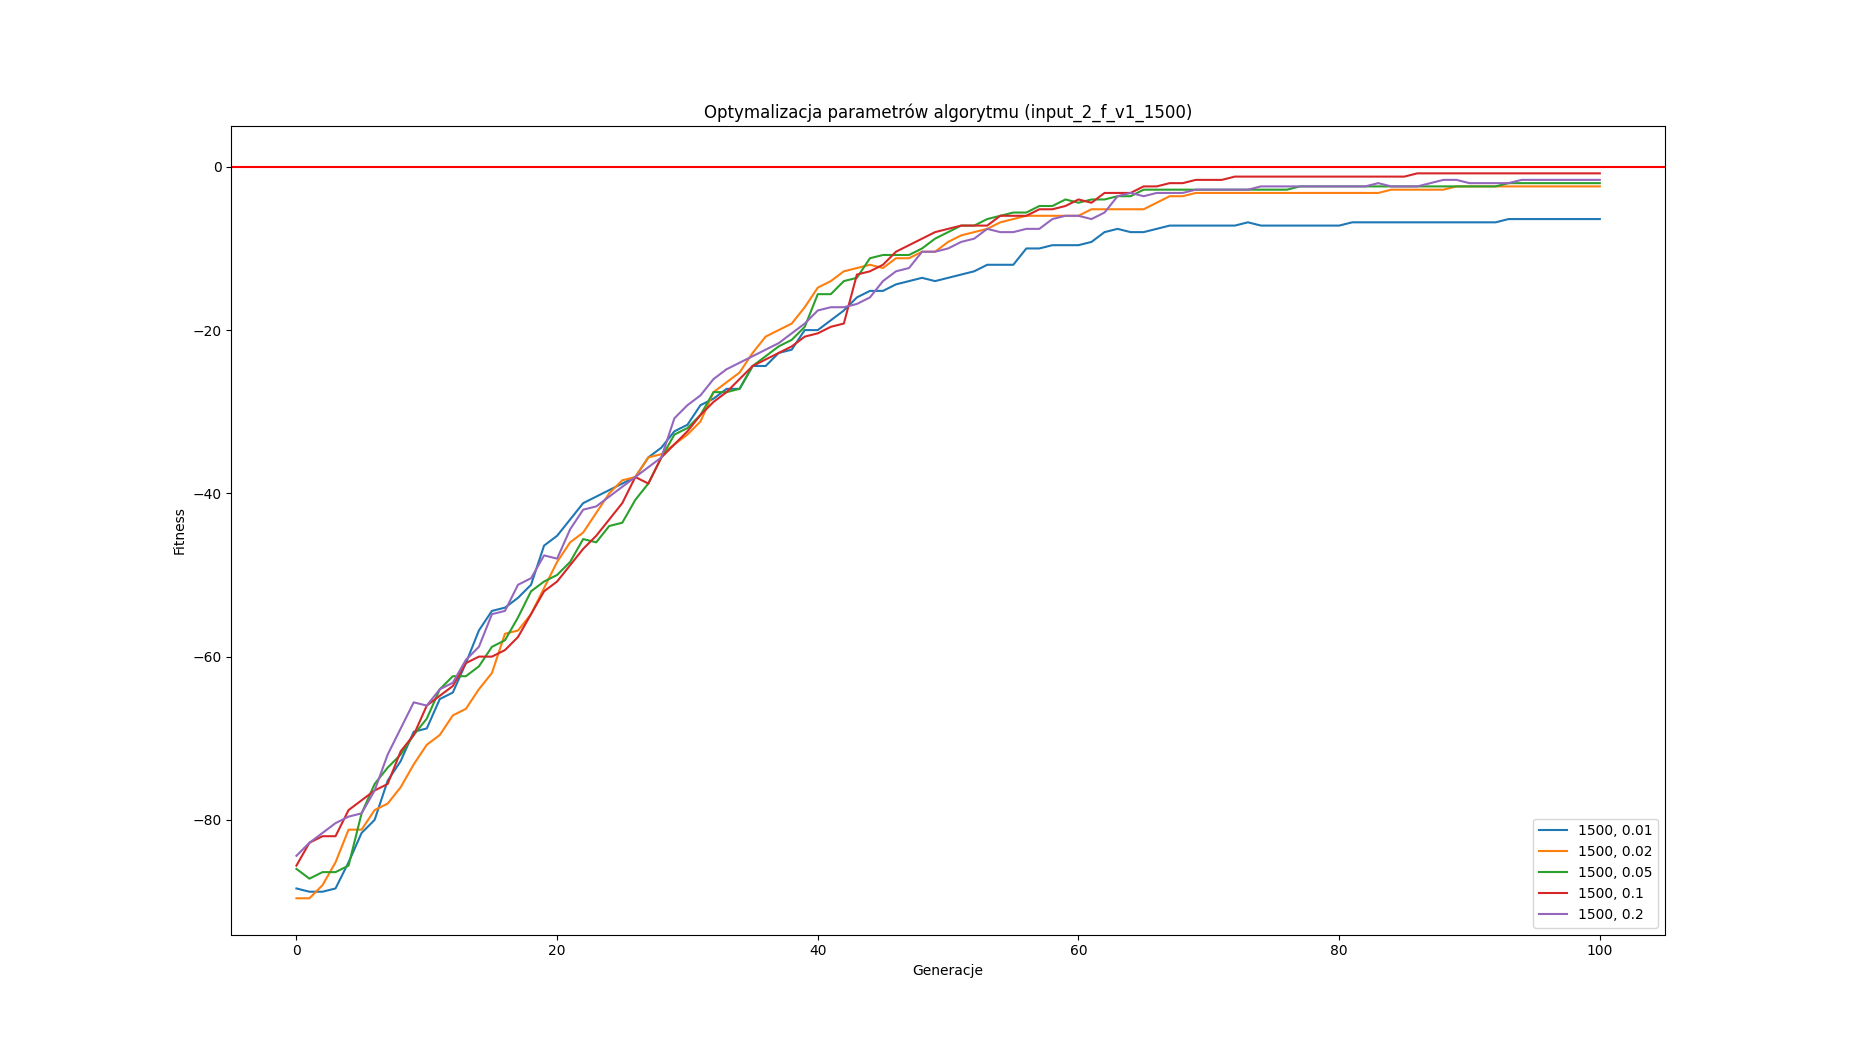 Optymalizacja parametrów algorytmu (input_2_f_v1_1500)
0
−20
−40
−60
−80
Fitness
0 20 40 60 80 100
Generacje
1500, 0.01
1500, 0.02
1500, 0.05
1500, 0.1
1500, 0.2